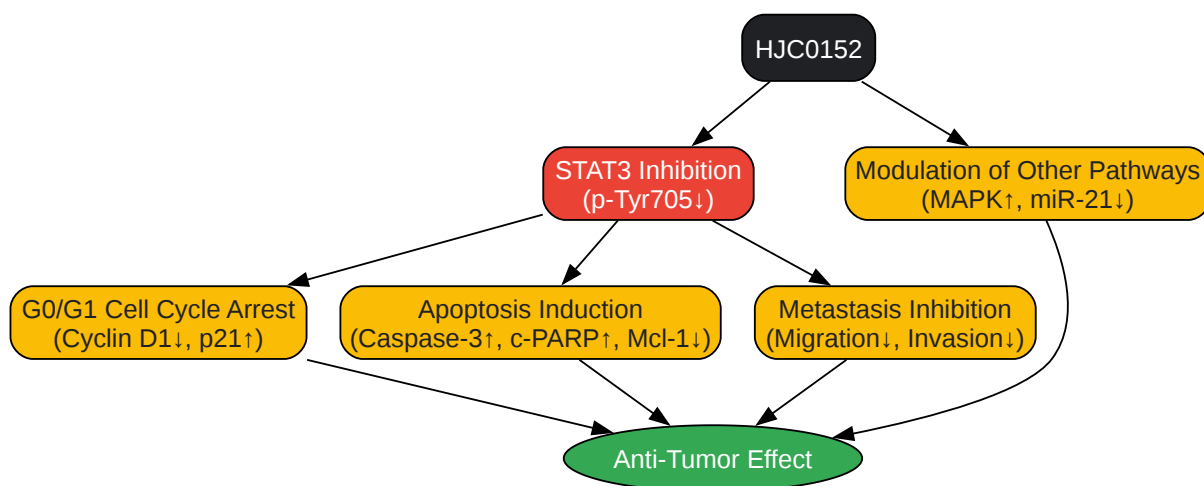 HJC0152
STAT3 Inhibition
(p-Tyr705↓)
Modulation of Other Pathways
(MAPK↑, miR-21↓)
G0/G1 Cell Cycle Arrest
(Cyclin D1↓, p21↑)
Apoptosis Induction
(Caspase-3↑, c-PARP↑, Mcl-1↓)
Metastasis Inhibition
(Migration↓, Invasion↓)
Anti-Tumor Effect